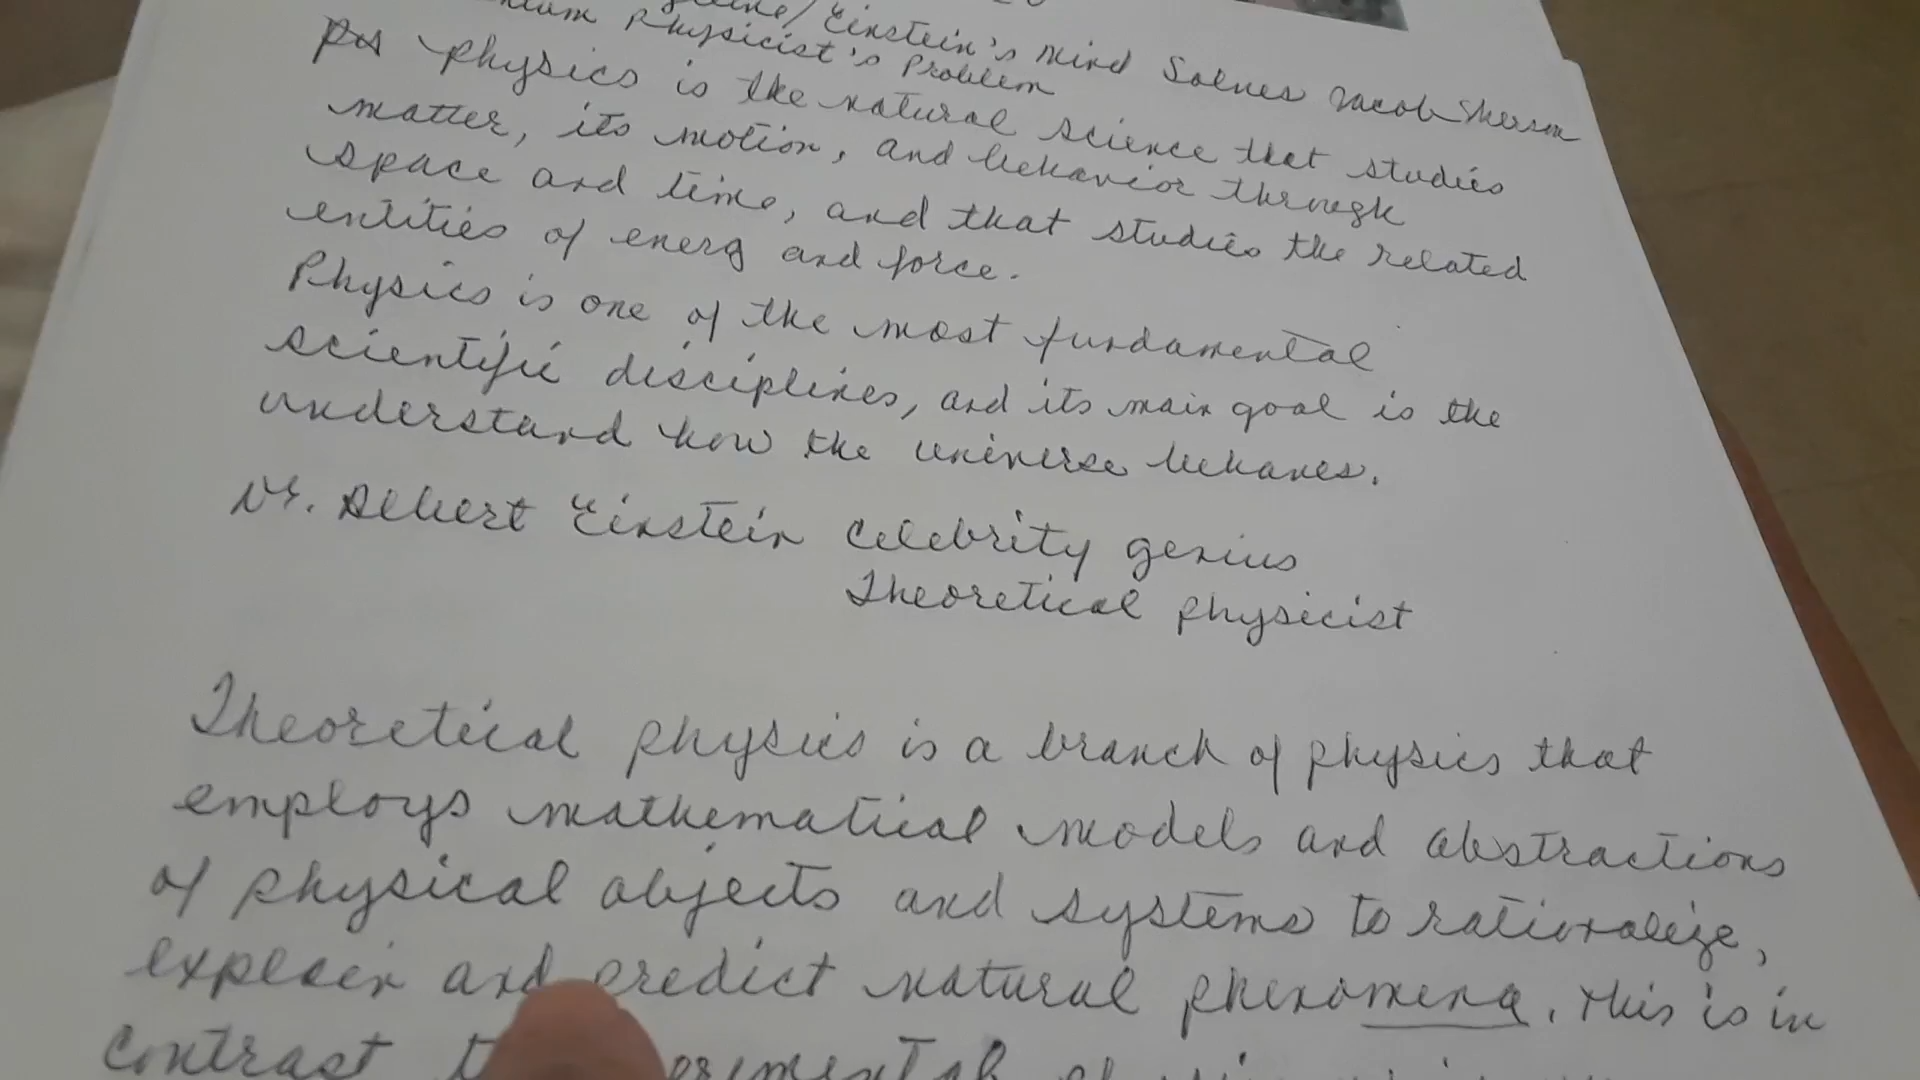 Einstein's Mind Solves Jacob
Physicist's Problem
physics is the natural science that studies
matter, its motion, and behavior through
space and time, and that studies the related
entities of energ and force.
Physics is one of the most fundamental
scientific disciplines, and its main goal is the
understand how the universe behaves.
Dr. Albert Einstein Celebrity genius
Theoretical physicist
Theoretical physics is a branch of physics that
employs mathematical models and abstractions
of physical objects and systems to rationalize,
explain and predict natural phenomena. This is in
contrast